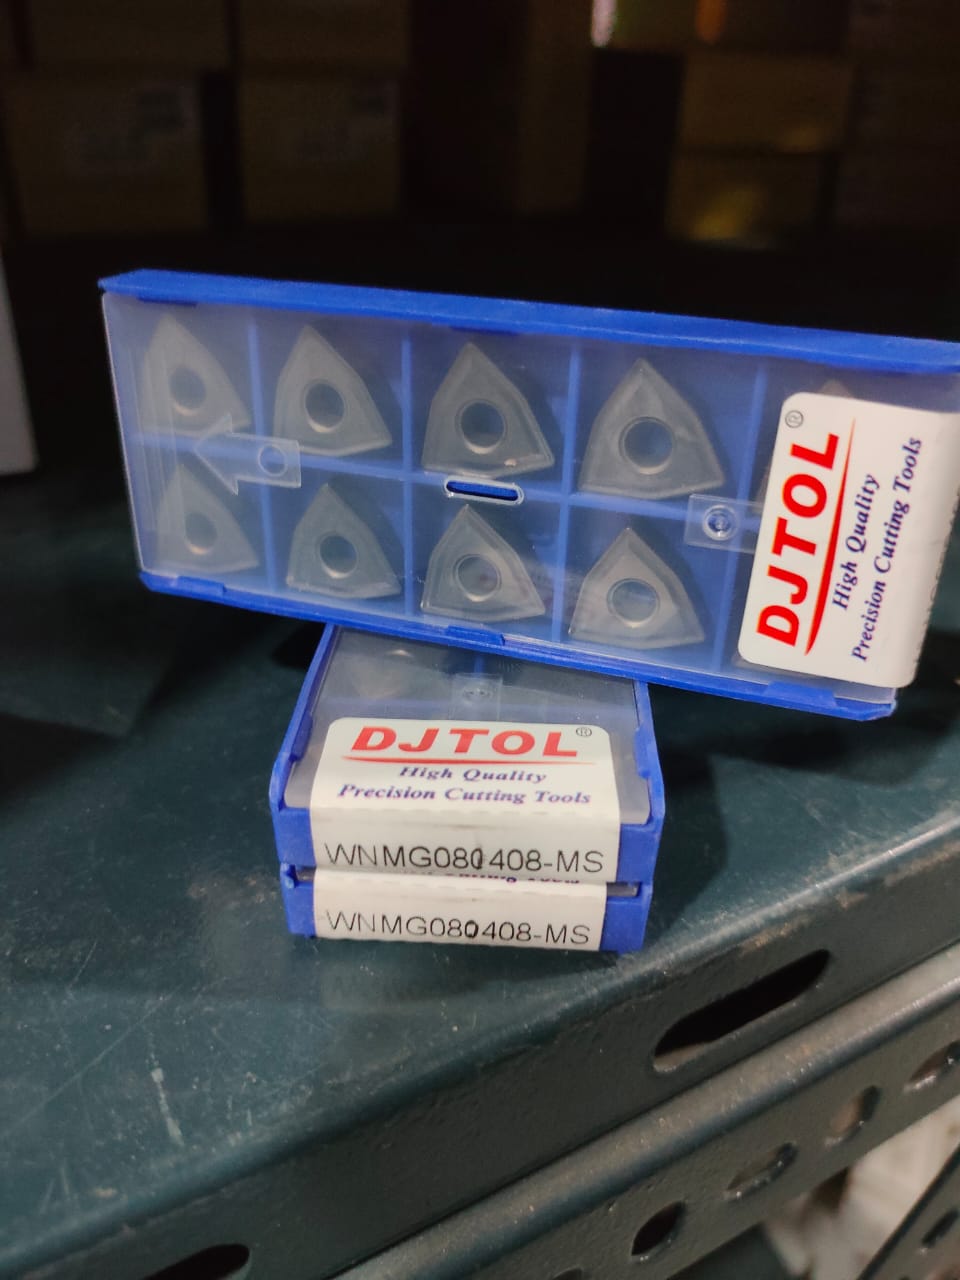 DJTOL®
High Quality
Precision Cutting Tools
DJTOL®
High Quality
Precision Cutting Tools
WNMG080408-MS
WNMG080408-MS